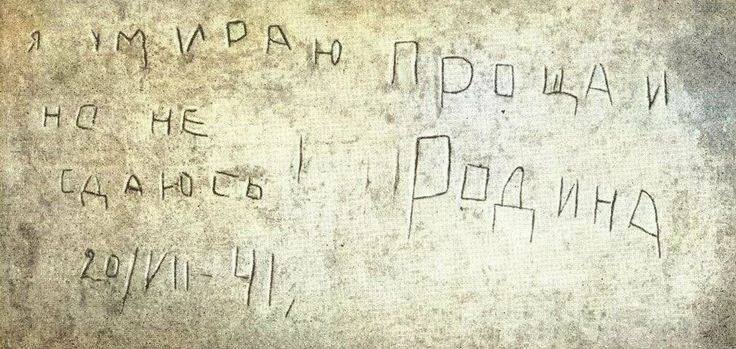 Я УМИРАЮ
НО НЕ
СДАЮСЬ!
20/VII-41.
ПРОЩАИ
РОДИНА